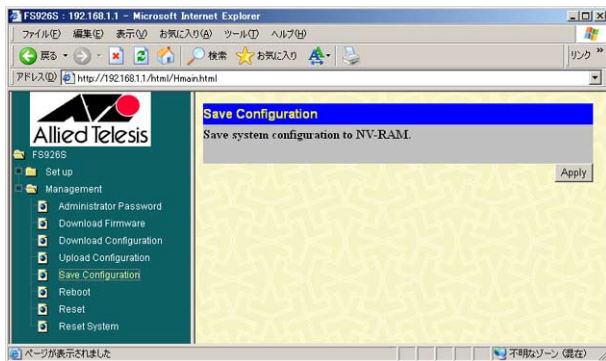 FS926S : 192.168.1.1 - Microsoft Internet Explorer
ファイル(F) 編集(E) 表示(V) お気に入り(A) ツール(T) ヘルプ(H)
戻る 検索 お気に入り リンク »
アドレス(D) http://192.168.1.1/html/Hmain.html
Allied Telesis
FS926S
Set up
Management
Administrator Password
Download Firmware
Download Configuration
Upload Configuration
Save Configuration
Reboot
Reset
Reset System
Save Configuration
Save system configuration to NV-RAM.
Apply
ページが表示されました 不明なゾーン (混在)